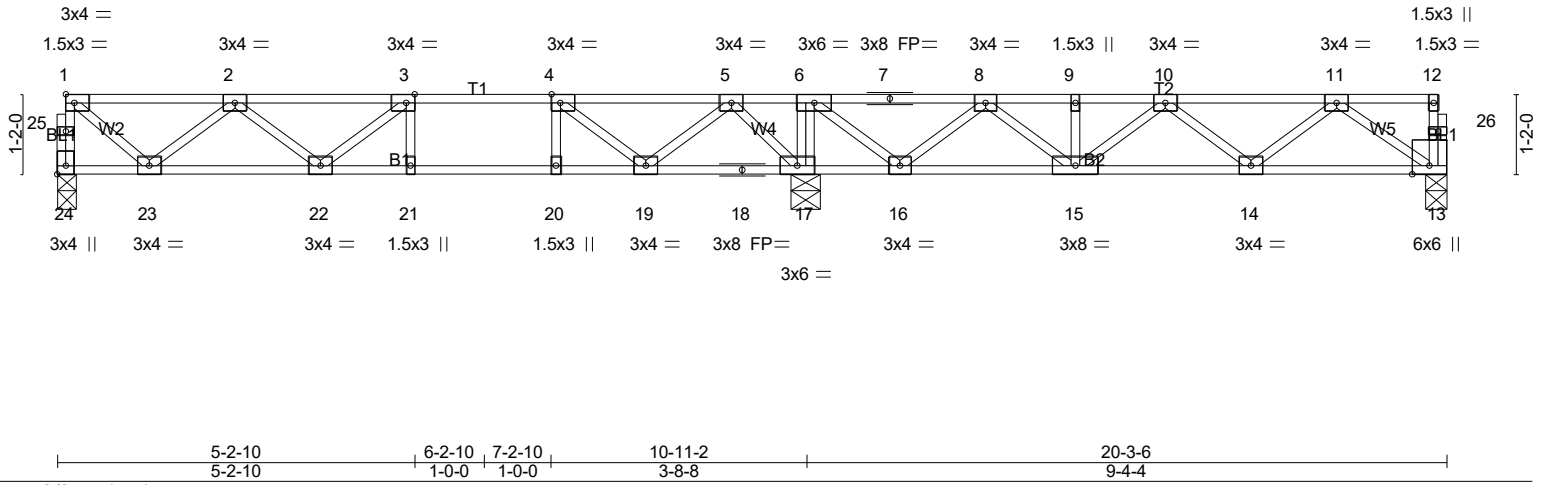 3x4 = 1.5x3 ||
1.5x3 = 3x4 = 3x4 = 3x4 = 3x4 = 3x6 = 3x8 FP= 3x4 = 1.5x3 || 3x4 = 3x4 = 1.5x3 =
1 2 3 4 5 6 7 8 9 10 11 12
T1 T2
1-2-0 25 W2 W4 W5 26 1-2-0
B1 B2
24 23 22 21 20 19 18 17 16 15 14 13
3x4 || 3x4 = 3x4 = 1.5x3 || 1.5x3 || 3x4 = 3x8 FP= 3x4 = 3x8 = 3x4 = 6x6 ||
3x6 =
5-2-10 6-2-10 7-2-10 10-11-2 20-3-6
5-2-10 1-0-0 1-0-0 3-8-8 9-4-4